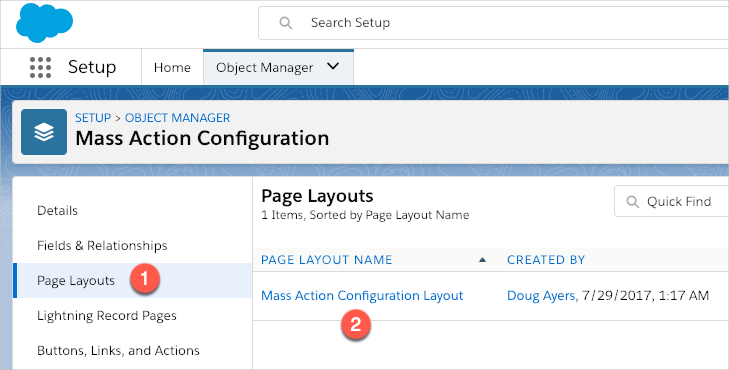 Search Setup
Setup Home Object Manager
SETUP > OBJECT MANAGER
Mass Action Configuration
Details
Fields & Relationships
Page Layouts 1
Lightning Record Pages
Buttons, Links, and Actions
Page Layouts
1 Items, Sorted by Page Layout Name
Quick Find
PAGE LAYOUT NAME CREATED BY
Mass Action Configuration Layout Doug Ayers, 7/29/2017, 1:17 AM
2